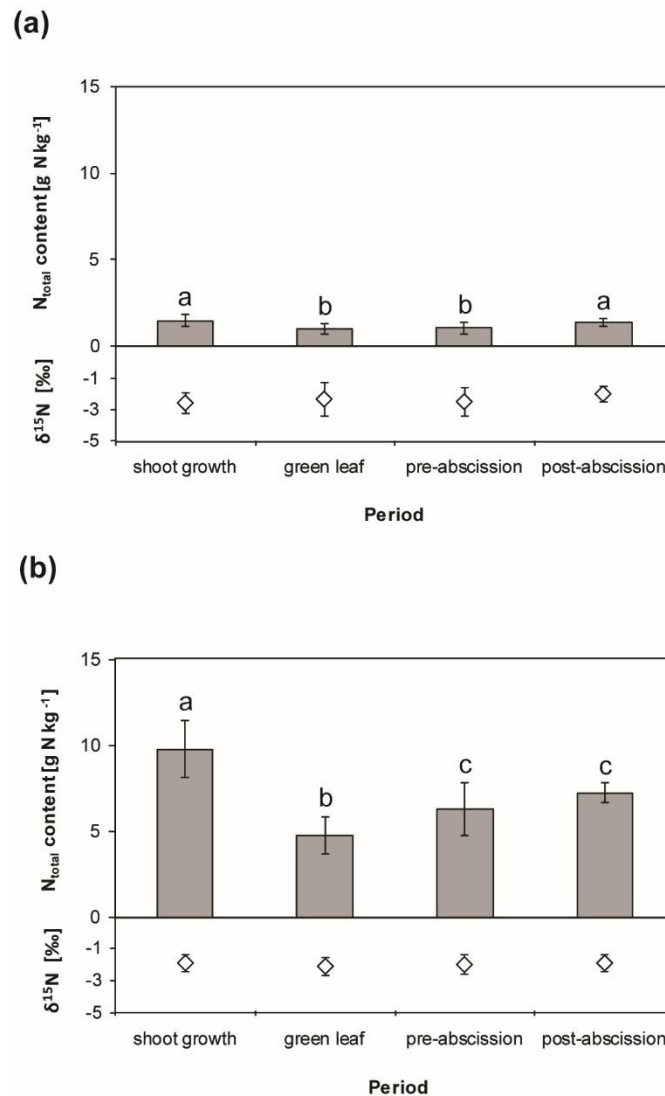 (a)
15
10
5
0
-1
-3
-5
Ntotal content [g N kg-1]
δ15N [‰]
a
b
b
a
shoot growth green leaf pre-abscission post-abscission
Period
(b)
15
10
5
0
-1
-3
-5
Ntotal content [g N kg-1]
δ15N [‰]
a
b
c
c
shoot growth green leaf pre-abscission post-abscission
Period